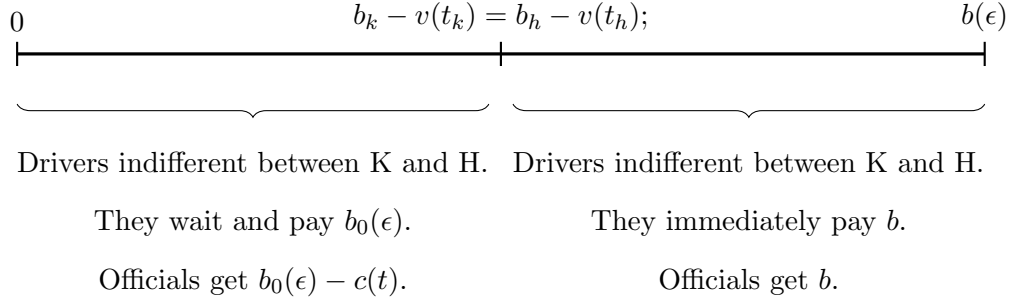 0 b_k − v(t_k) = b_h − v(t_h); b(ϵ)
Drivers indifferent between K and H. Drivers indifferent between K and H.
They wait and pay b_0(ϵ). They immediately pay b.
Officials get b_0(ϵ) − c(t). Officials get b.